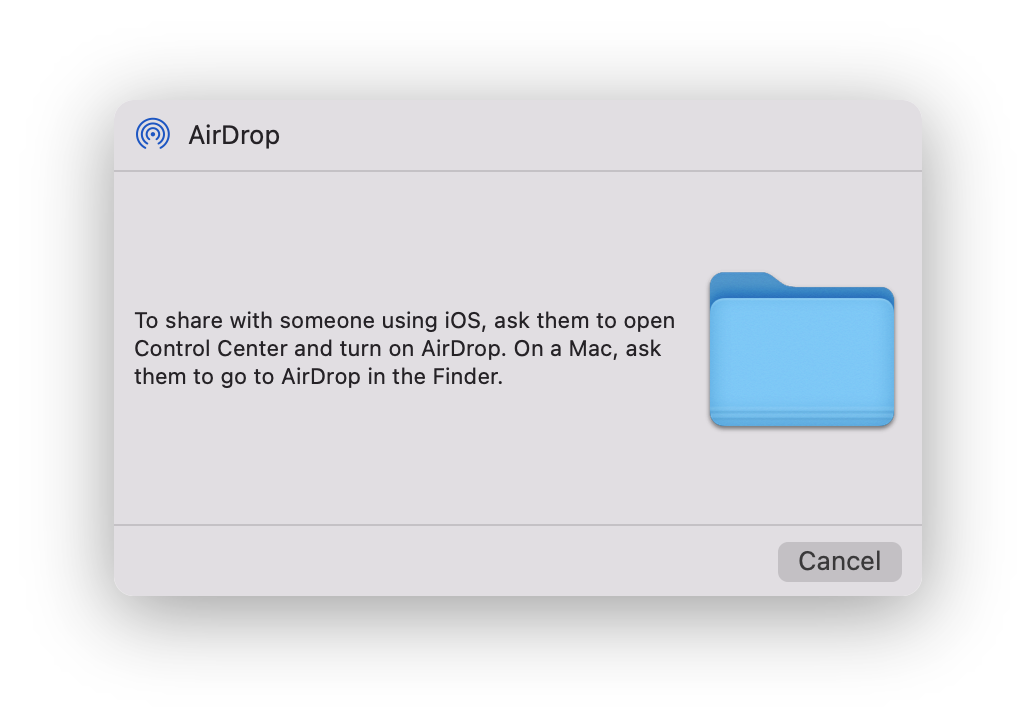 AirDrop
To share with someone using iOS, ask them to open
Control Center and turn on AirDrop. On a Mac, ask
them to go to AirDrop in the Finder.
Cancel